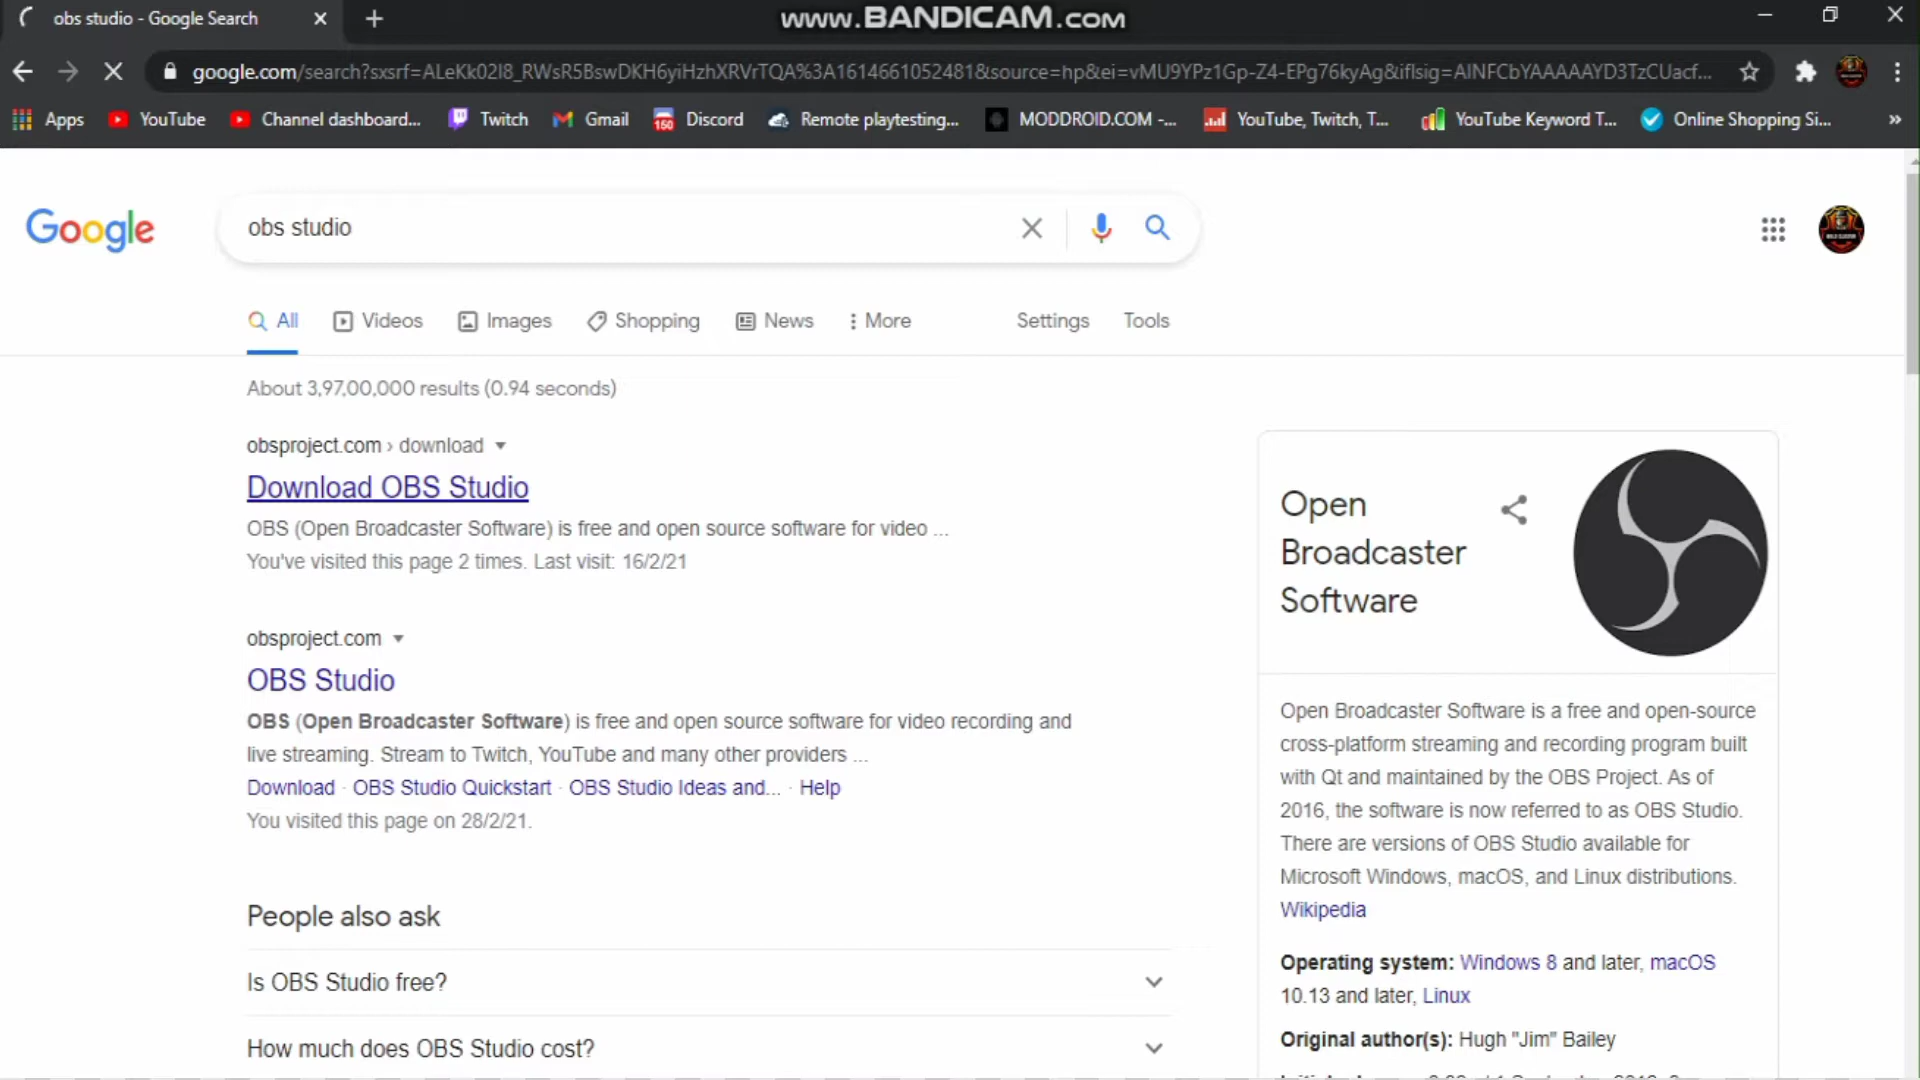 obs studio - Google Search
www.BANDICAM.com
google.com/search?sxsrf=ALeKk02I8_RWsR5BswDKH6yiHzhXRVrTQA%3A1614661052481&source=hp&ei=vMU9YPz1Gp-Z4-EPg76kyAg&iflsig=AINFCbYAAAAAYD3TzCUacf...
Apps YouTube Channel dashboard... Twitch Gmail 150 Discord Remote playtesting... MODDROID.COM -... YouTube, Twitch, T... YouTube Keyword T... Online Shopping Si... »
Google
obs studio
All Videos Images Shopping News More Settings Tools
About 3,97,00,000 results (0.94 seconds)
obsproject.com › download
Download OBS Studio
OBS (Open Broadcaster Software) is free and open source software for video ...
You've visited this page 2 times. Last visit: 16/2/21
obsproject.com
OBS Studio
OBS (Open Broadcaster Software) is free and open source software for video recording and
live streaming. Stream to Twitch, YouTube and many other providers ...
Download · OBS Studio Quickstart · OBS Studio Ideas and... · Help
You visited this page on 28/2/21.
People also ask
Is OBS Studio free?
How much does OBS Studio cost?
Open
Broadcaster
Software
Open Broadcaster Software is a free and open-source
cross-platform streaming and recording program built
with Qt and maintained by the OBS Project. As of
2016, the software is now referred to as OBS Studio.
There are versions of OBS Studio available for
Microsoft Windows, macOS, and Linux distributions.
Wikipedia
Operating system: Windows 8 and later, macOS
10.13 and later, Linux
Original author(s): Hugh "Jim" Bailey